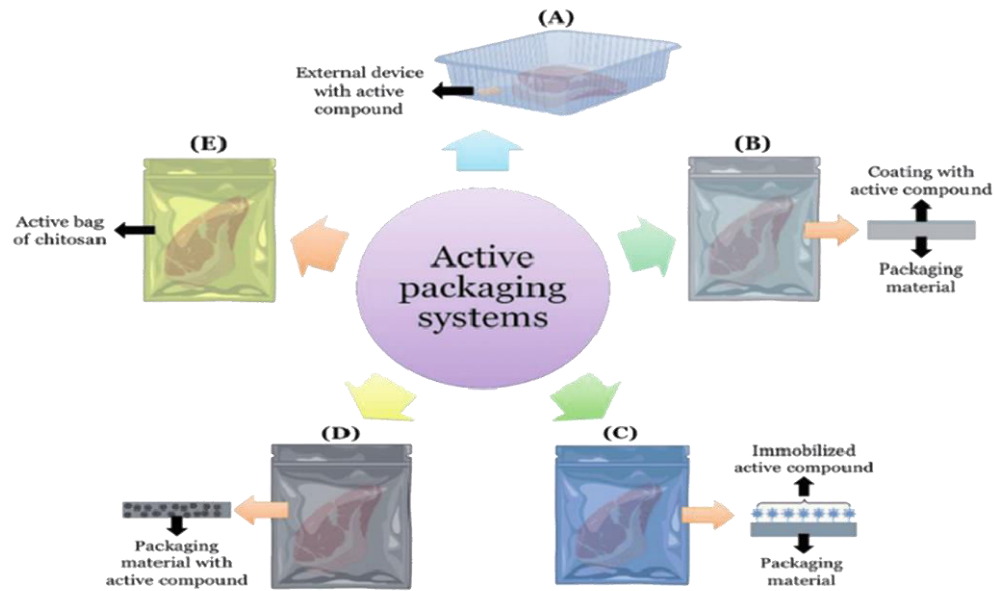 (A)
External device
with active
compound
(B)
Coating with
active compound
Packaging
material
(C)
Immobilized
active compound
Packaging
material
(D)
Packaging
material with
active compound
(E)
Active bag
of chitosan
Active
packaging
systems